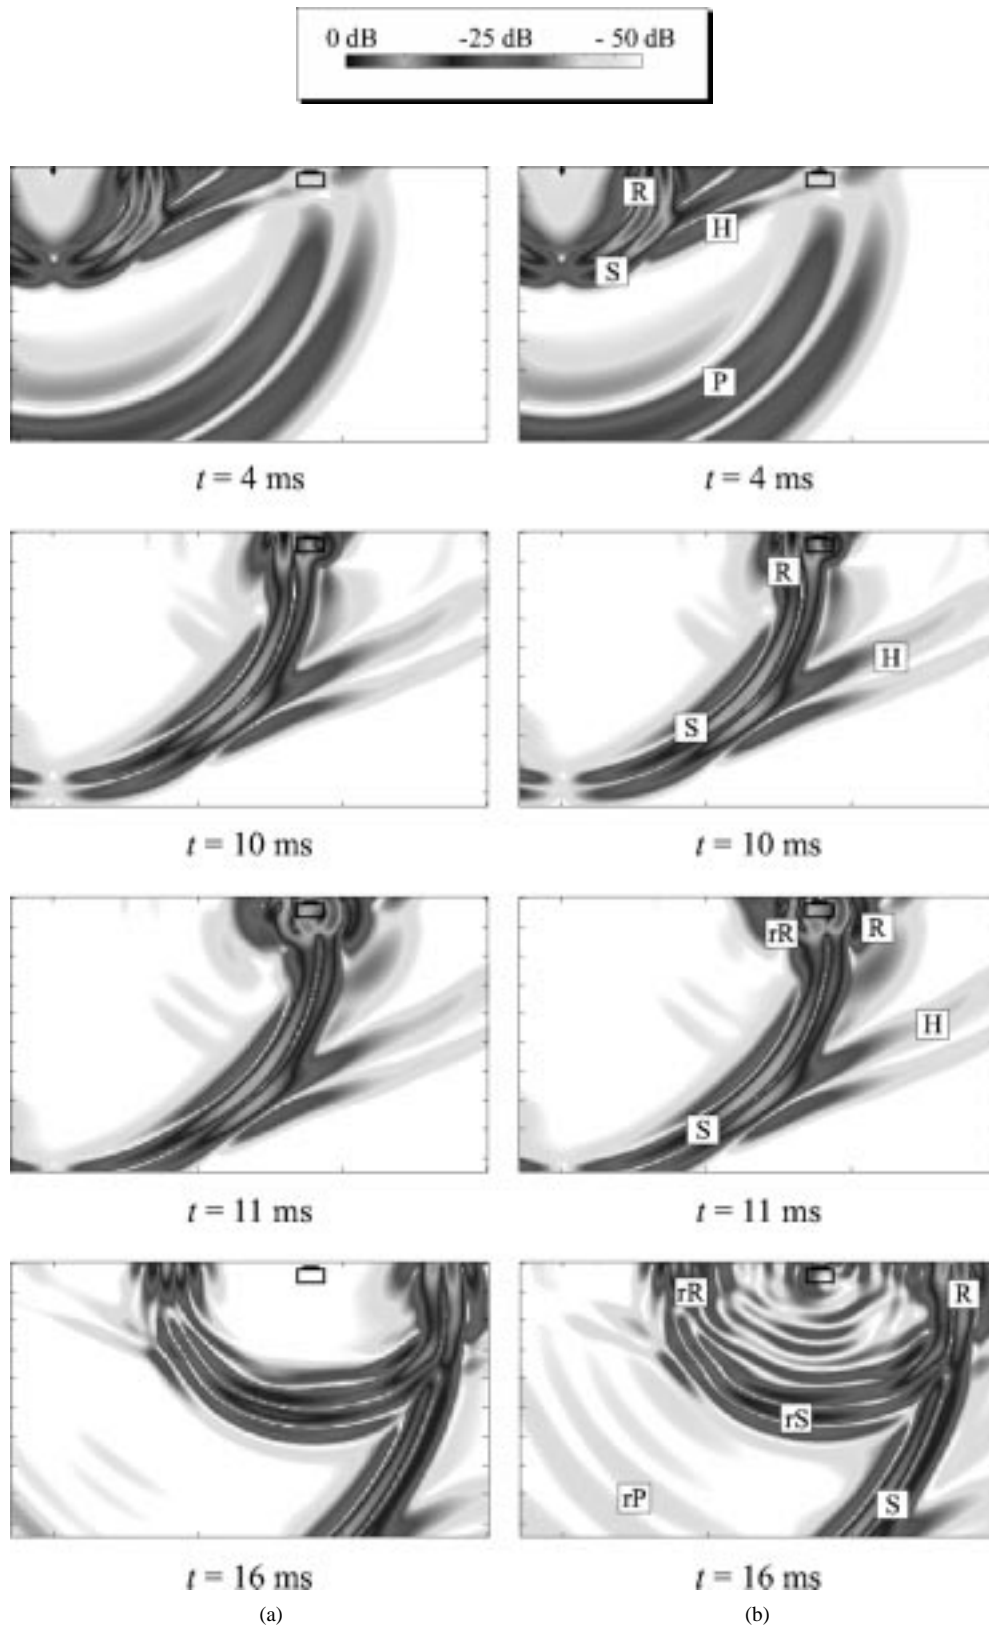 0 dB -25 dB - 50 dB
R
H
S
P
t = 4 ms t = 4 ms
R
H
S
t = 10 ms t = 10 ms
rR R
H
S
t = 11 ms t = 11 ms
rR R
rS
rP S
t = 16 ms t = 16 ms
(a) (b)